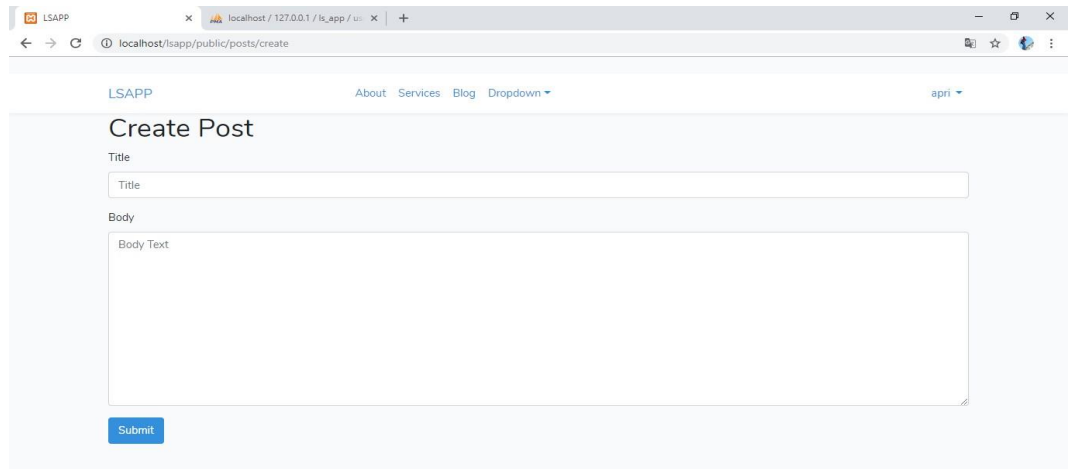 LSAPP
localhost / 127.0.0.1 / ls_app / us
localhost/lsapp/public/posts/create
LSAPP About Services Blog Dropdown apri
Create Post
Title
Title
Body
Body Text
Submit